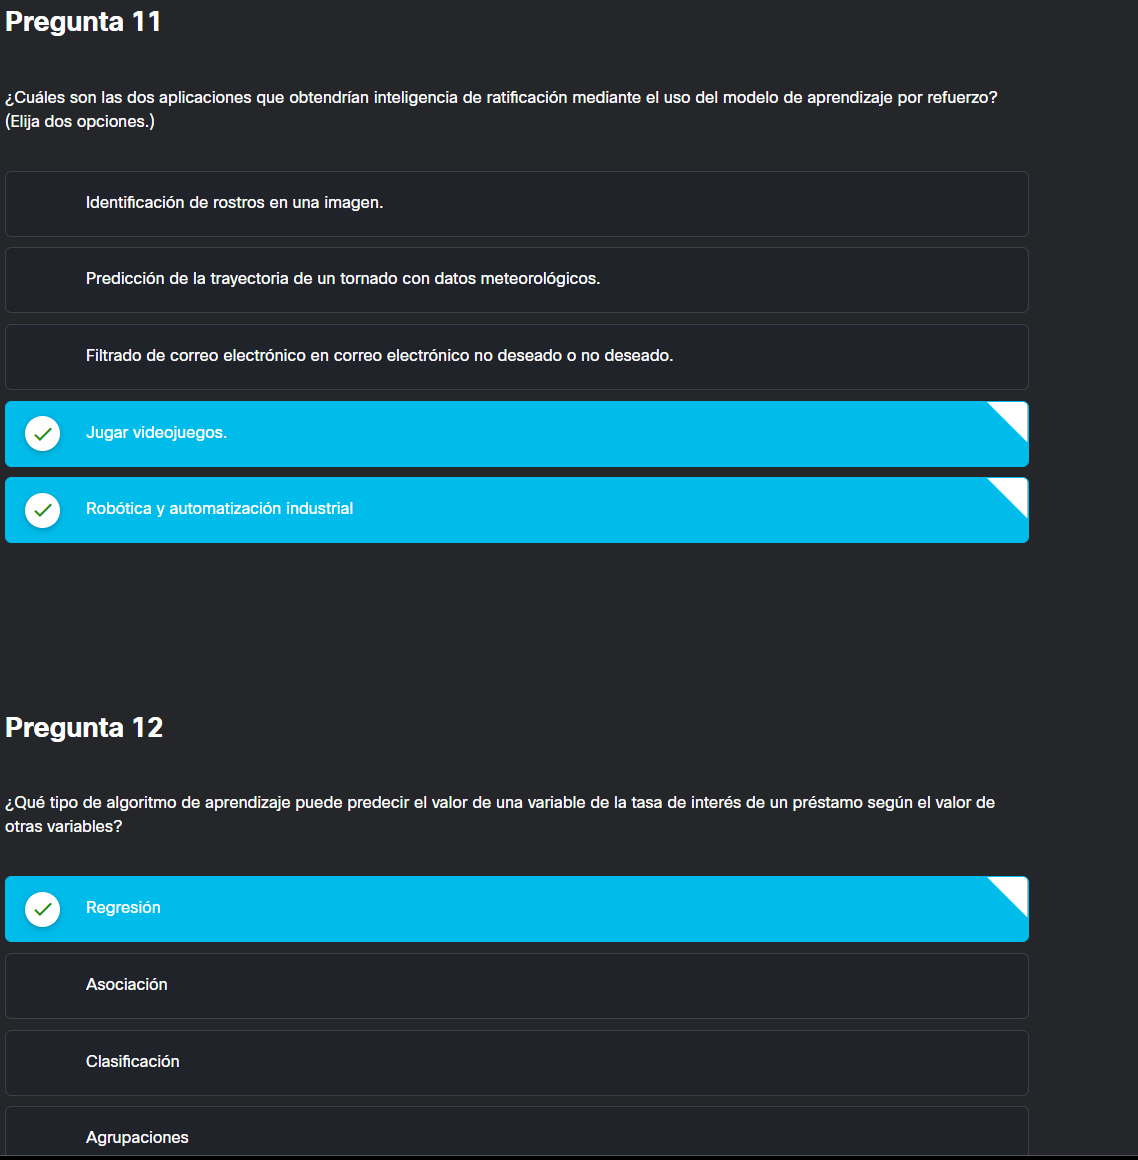 Pregunta 11
¿Cuáles son las dos aplicaciones que obtendrían inteligencia de ratificación mediante el uso del modelo de aprendizaje por refuerzo?
(Elija dos opciones.)
Identificación de rostros en una imagen.
Predicción de la trayectoria de un tornado con datos meteorológicos.
Filtrado de correo electrónico en correo electrónico no deseado o no deseado.
Jugar videojuegos.
Robótica y automatización industrial
Pregunta 12
¿Qué tipo de algoritmo de aprendizaje puede predecir el valor de una variable de la tasa de interés de un préstamo según el valor de
otras variables?
Regresión
Asociación
Clasificación
Agrupaciones